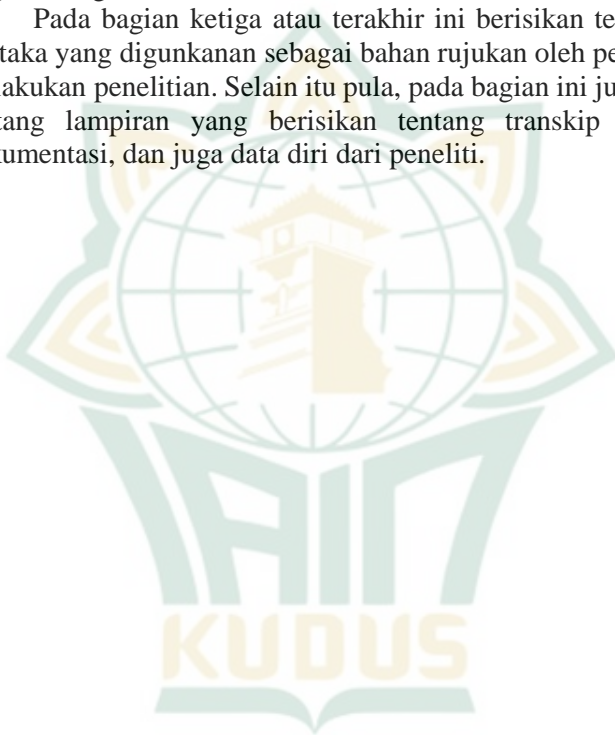 Pada bagian ketiga atau terakhir ini berisikan te
taka yang digunkanan sebagai bahan rujukan oleh pe
lakukan penelitian. Selain itu pula, pada bagian ini ju
tang lampiran yang berisikan tentang transkip
kumentasi, dan juga data diri dari peneliti.
IAIN
KUDUS